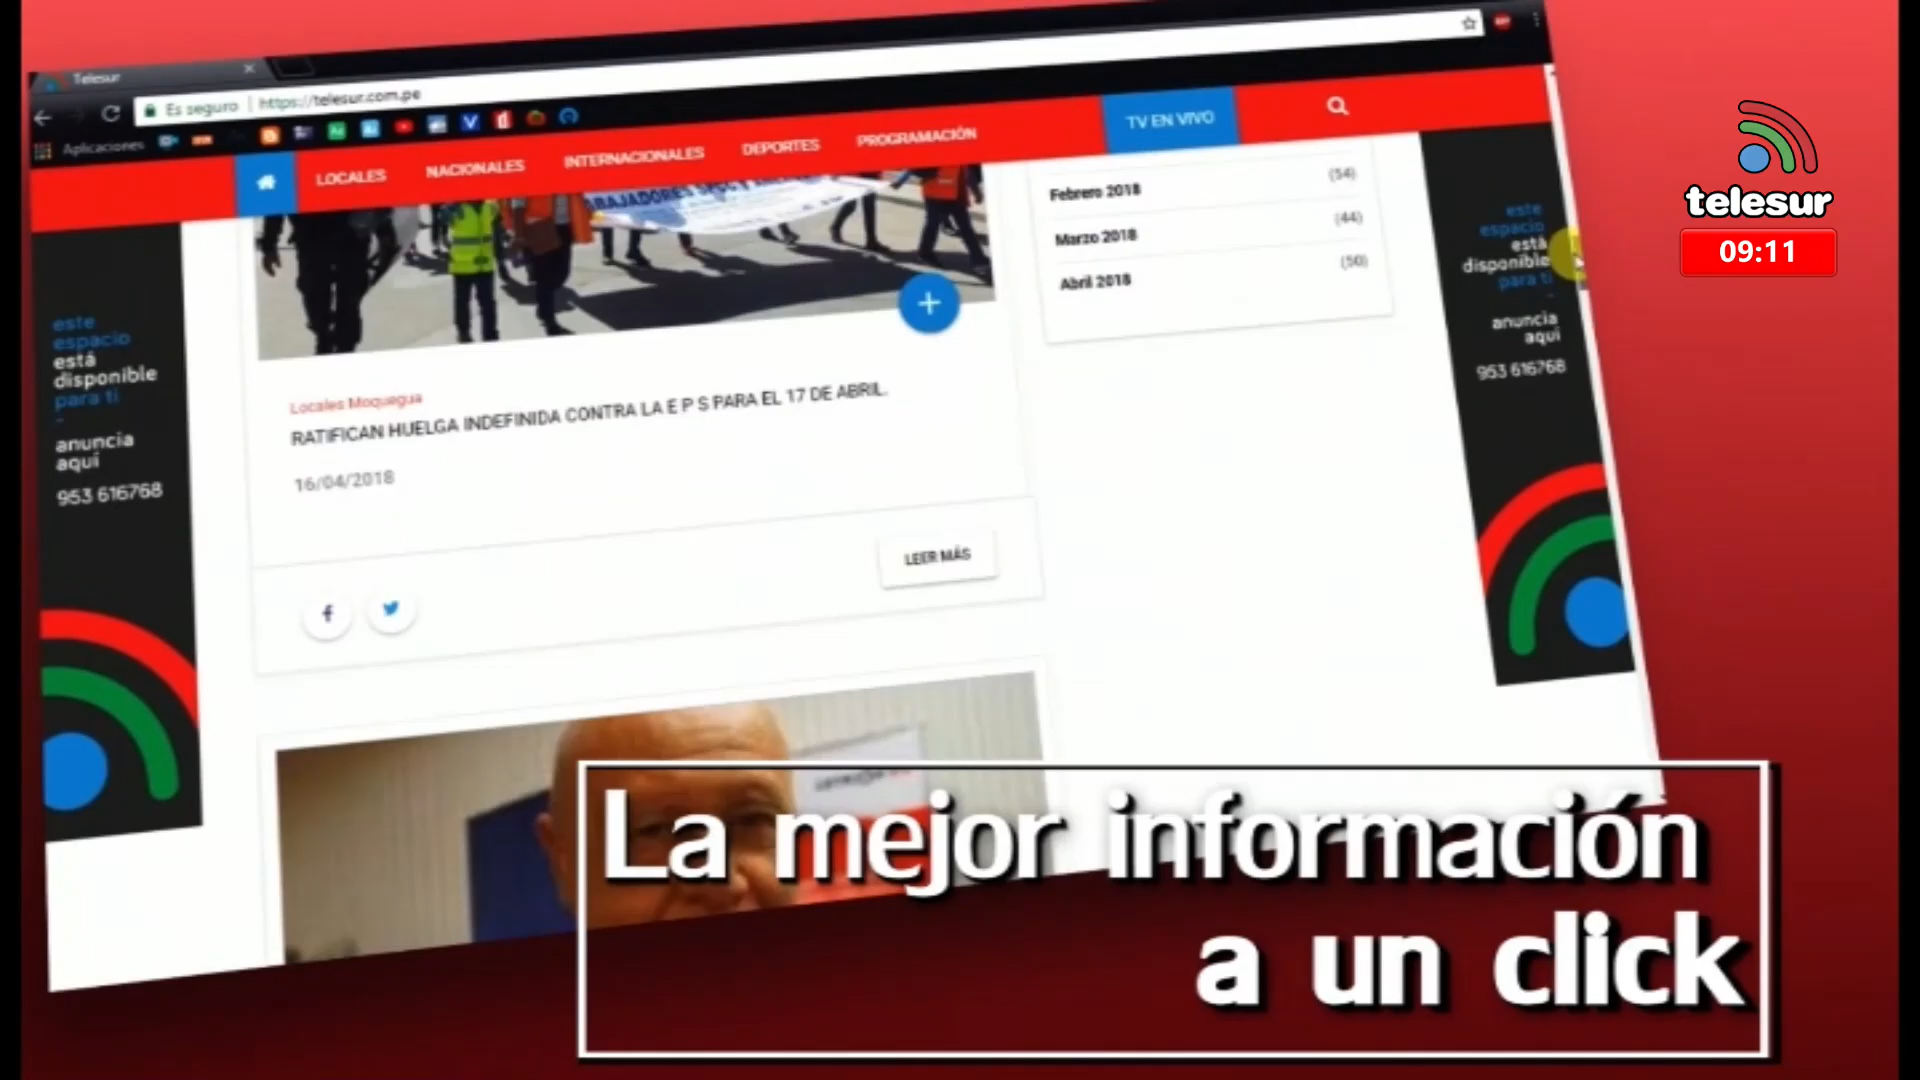 Telesur
Es seguro
https://telesur.com.pe
Aplicaciones
LOCALES
NACIONALES
INTERNACIONALES
DEPORTES
PROGRAMACIÓN
TV EN VIVO
telesur
09:11
Febrero 2018 (54)
Marzo 2018 (44)
Abril 2018 (50)
este
espacio
está
disponible
para ti
-
anuncia
aquí
953 616768
Locales Moquegua
RATIFICAN HUELGA INDEFINIDA CONTRA LA E P S PARA EL 17 DE ABRIL.
16/04/2018
LEER MÁS
este
espacio
está
disponible
para ti
-
anuncia
aquí
953 616768
La mejor información
a un click